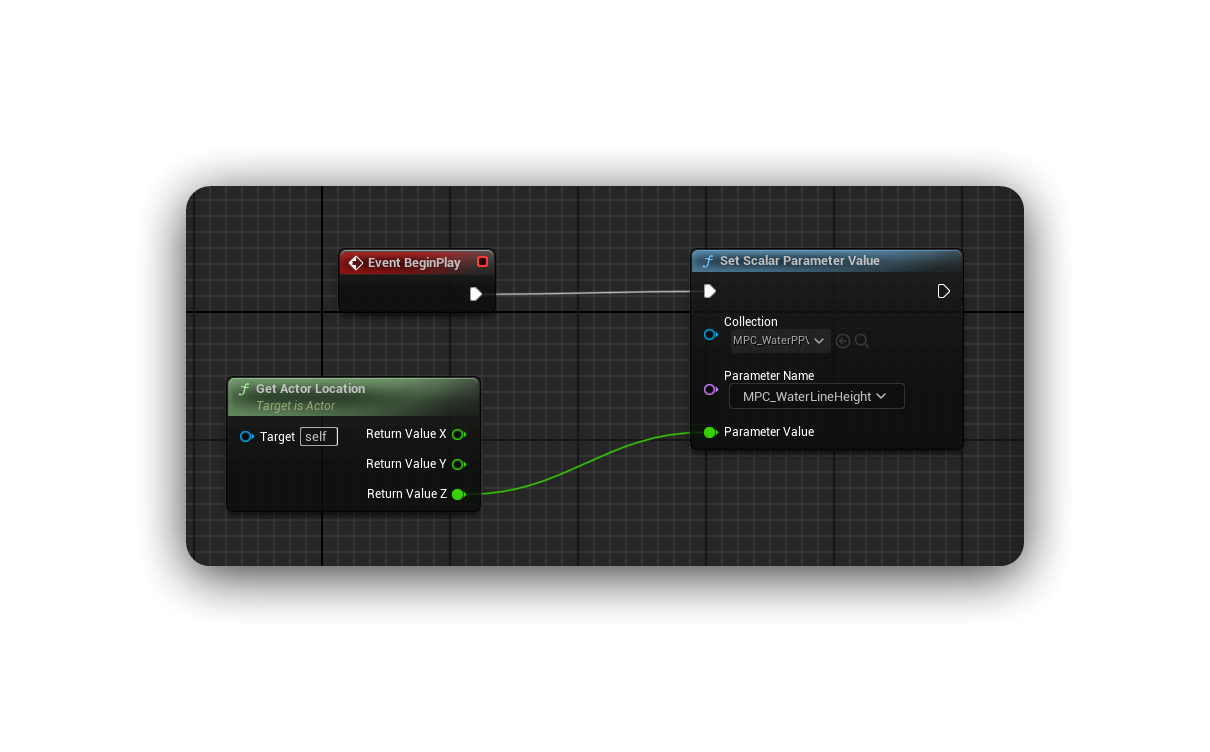 Event BeginPlay
Set Scalar Parameter Value
Collection
MPC_WaterPPV
Parameter Name
MPC_WaterLineHeight
Parameter Value
Get Actor Location
Target is Actor
Target self
Return Value X
Return Value Y
Return Value Z